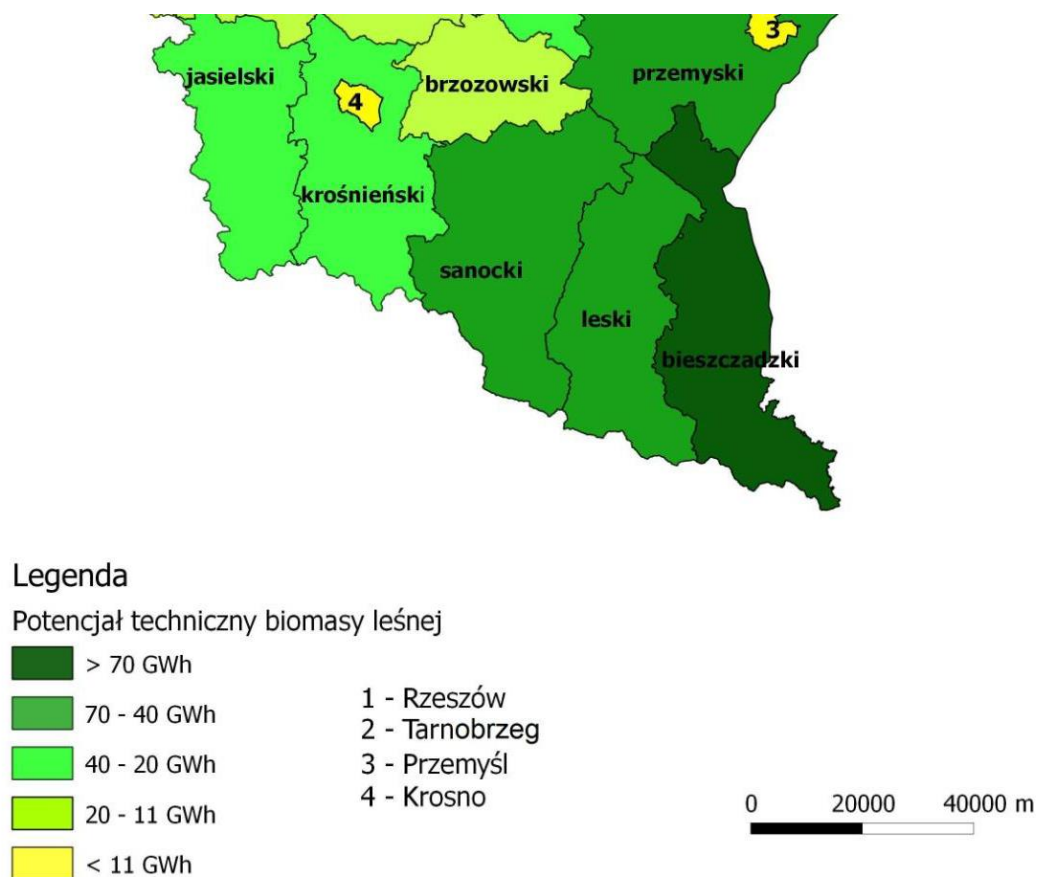 3
przemyski
jasielski
brzozowski
4
krośnieński
sanocki
leski
bieszczadzki
Legenda
Potencjał techniczny biomasy leśnej
> 70 GWh
70 - 40 GWh
40 - 20 GWh
20 - 11 GWh
< 11 GWh
1 - Rzeszów
2 - Tarnobrzeg
3 - Przemyśl
4 - Krosno
0 20000 40000 m